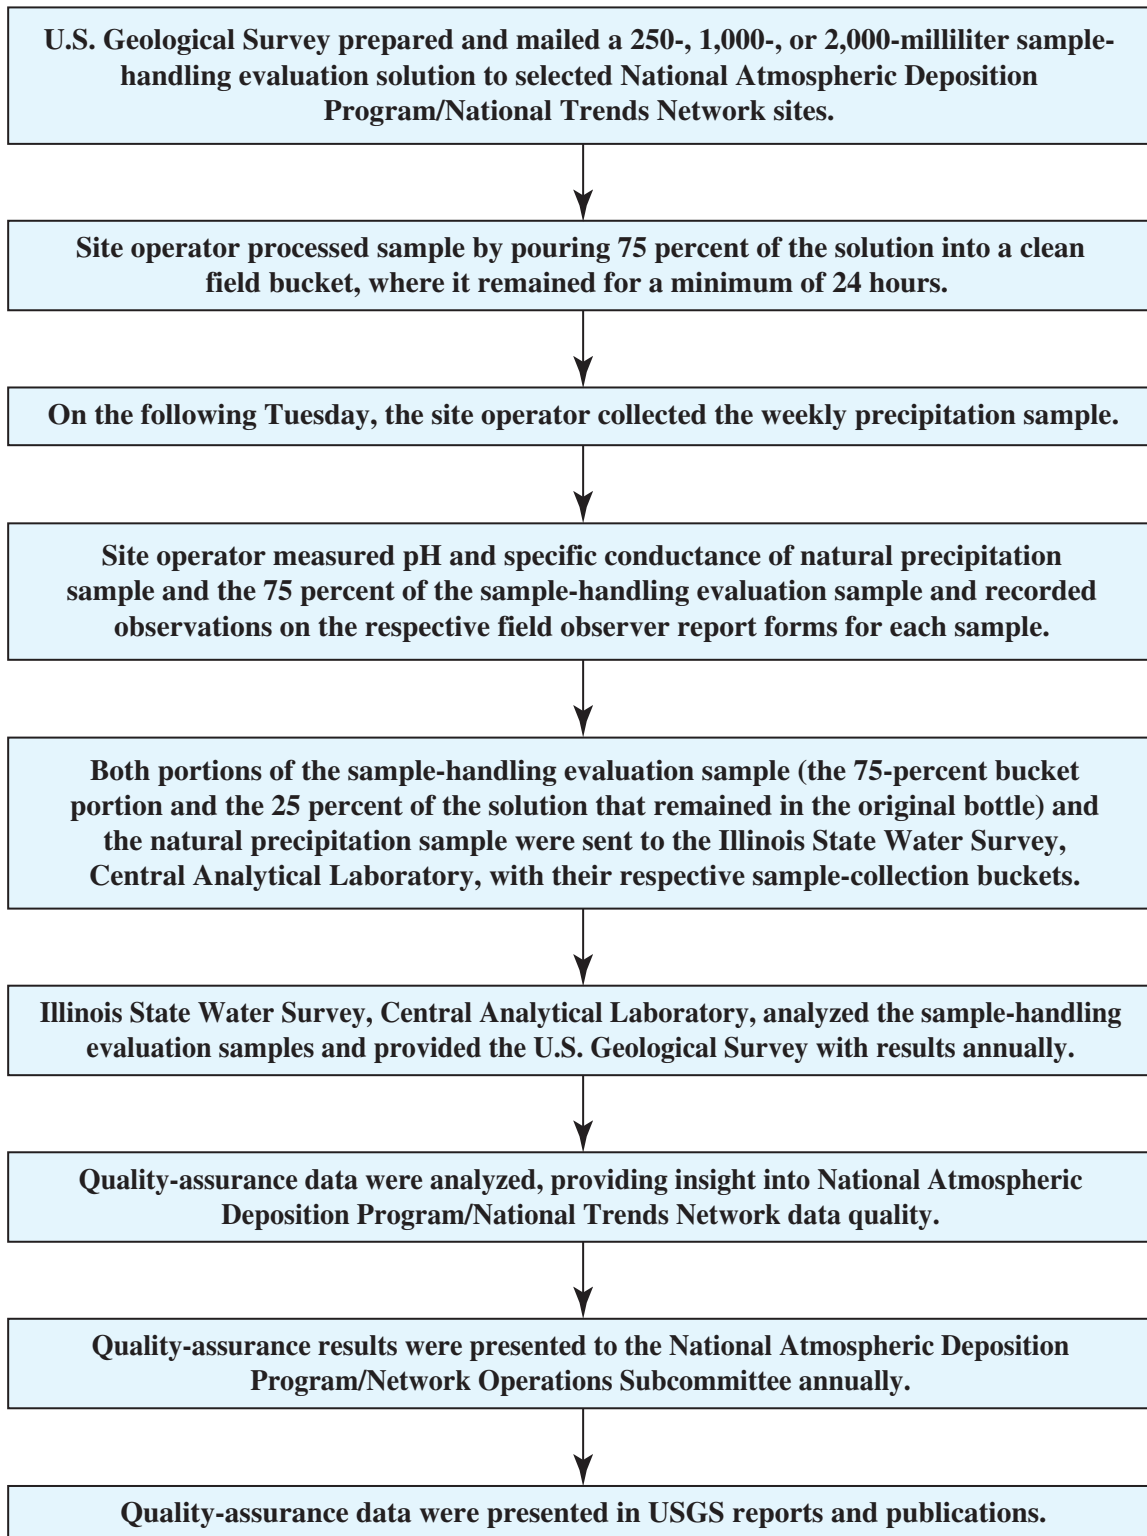 U.S. Geological Survey prepared and mailed a 250-, 1,000-, or 2,000-milliliter sample-
handling evaluation solution to selected National Atmospheric Deposition
Program/National Trends Network sites.
Site operator processed sample by pouring 75 percent of the solution into a clean
field bucket, where it remained for a minimum of 24 hours.
On the following Tuesday, the site operator collected the weekly precipitation sample.
Site operator measured pH and specific conductance of natural precipitation
sample and the 75 percent of the sample-handling evaluation sample and recorded
observations on the respective field observer report forms for each sample.
Both portions of the sample-handling evaluation sample (the 75-percent bucket
portion and the 25 percent of the solution that remained in the original bottle) and
the natural precipitation sample were sent to the Illinois State Water Survey,
Central Analytical Laboratory, with their respective sample-collection buckets.
Illinois State Water Survey, Central Analytical Laboratory, analyzed the sample-handling
evaluation samples and provided the U.S. Geological Survey with results annually.
Quality-assurance data were analyzed, providing insight into National Atmospheric
Deposition Program/National Trends Network data quality.
Quality-assurance results were presented to the National Atmospheric Deposition
Program/Network Operations Subcommittee annually.
Quality-assurance data were presented in USGS reports and publications.